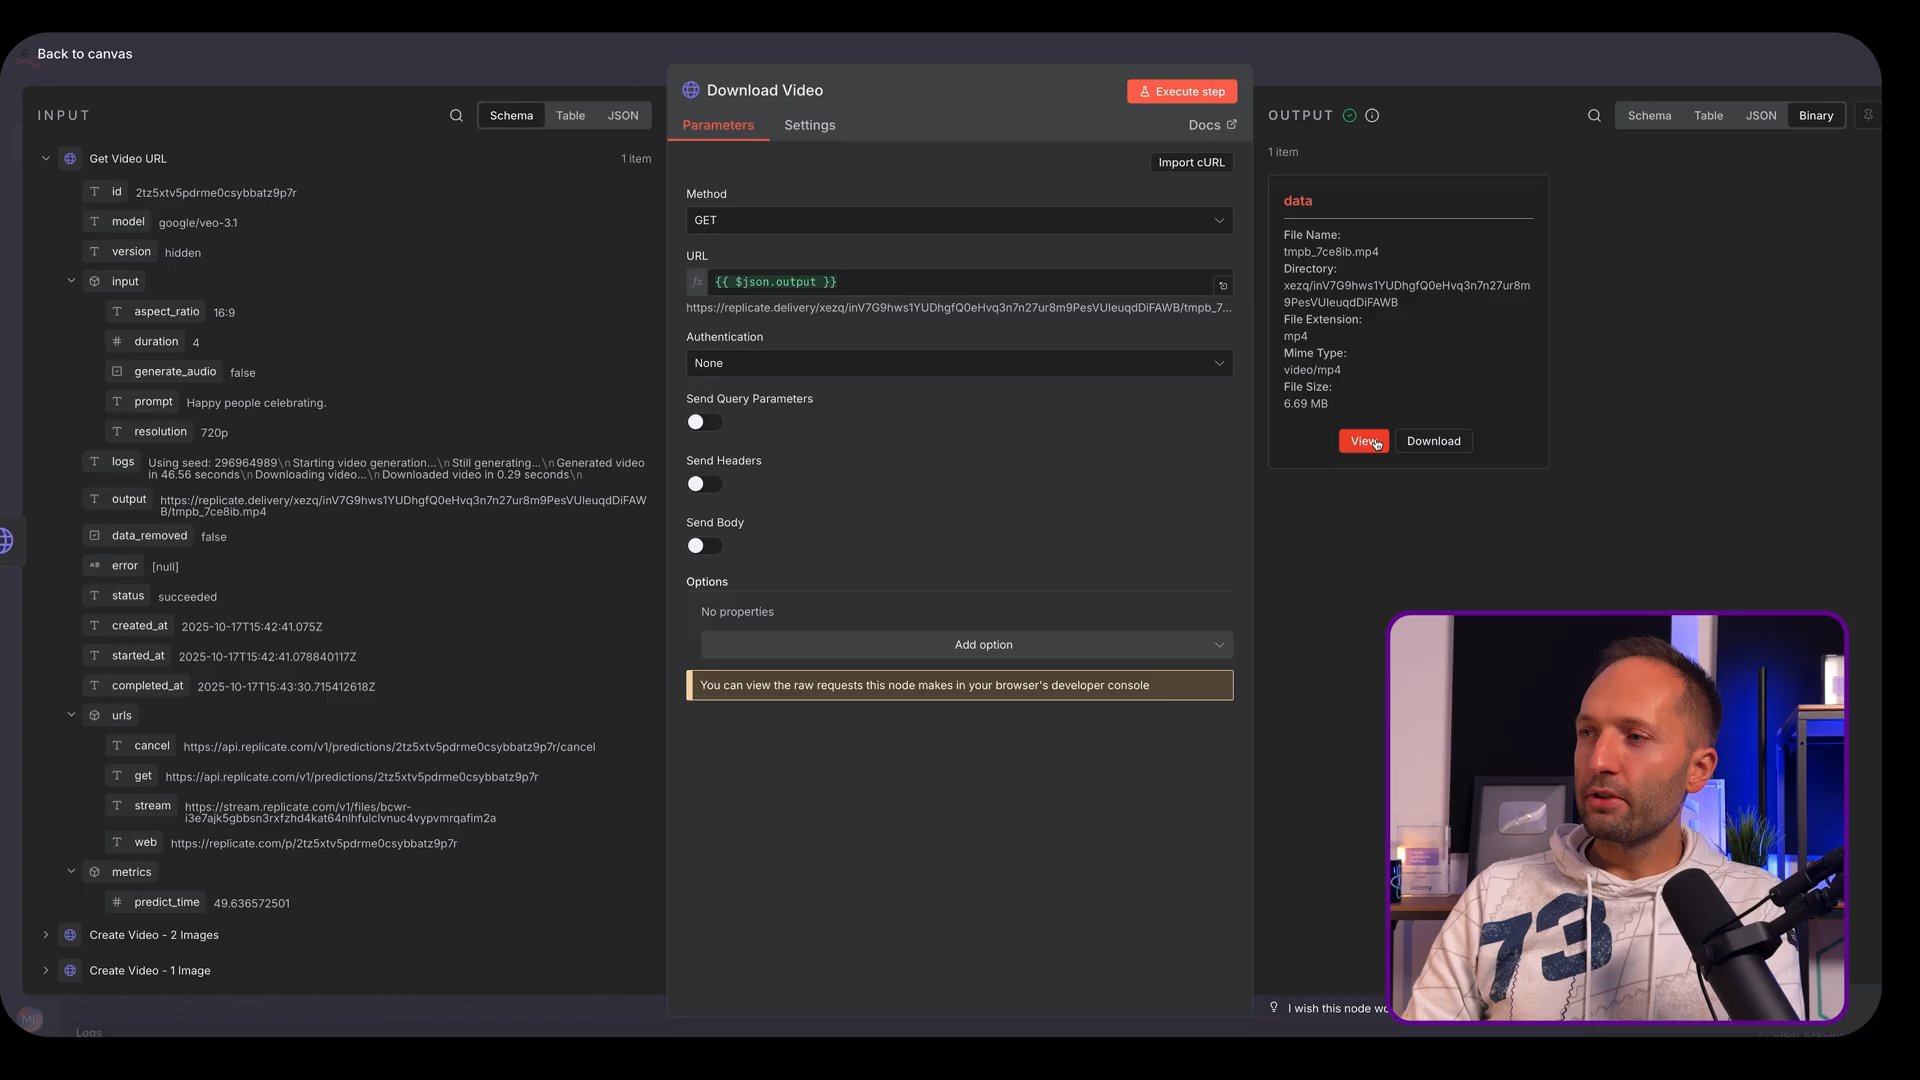 Back to canvas
INPUT
Schema
Table
JSON
Get Video URL
1 item
id 2tz5xtv5pdrme0csybbatz9p7r
model google/veo-3.1
version hidden
input
aspect_ratio 16:9
duration 4
generate_audio false
prompt Happy people celebrating.
resolution 720p
logs Using seed: 296964989\n Starting video generation...\n Still generating...\n Generated video
in 46.56 seconds\n Downloading video...\n Downloaded video in 0.29 seconds\n
output https://replicate.delivery/xezq/inV7G9hws1YUDhgfQ0eHvq3n7n27ur8m9PesVUIeuqdDiFAW
B/tmpb_7ce8ib.mp4
data_removed false
error [null]
status succeeded
created_at 2025-10-17T15:42:41.075Z
started_at 2025-10-17T15:42:41.078840117Z
completed_at 2025-10-17T15:43:30.715412618Z
urls
cancel https://api.replicate.com/v1/predictions/2tz5xtv5pdrme0csybbatz9p7r/cancel
get https://api.replicate.com/v1/predictions/2tz5xtv5pdrme0csybbatz9p7r
stream https://stream.replicate.com/v1/files/bcwr-
i3e7ajk5gbbsn3rxfzhd4kat64nlhfulclvnuc4vypvmrqafim2a
web https://replicate.com/p/2tz5xtv5pdrme0csybbatz9p7r
metrics
predict_time 49.636572501
Create Video - 2 Images
Create Video - 1 Image
Logs
Download Video
Execute step
Parameters
Settings
Docs
Import cURL
Method
GET
URL
fx {{ $json.output }}
https://replicate.delivery/xezq/inV7G9hws1YUDhgfQ0eHvq3n7n27ur8m9PesVUIeuqdDiFAWB/tmpb_7...
Authentication
None
Send Query Parameters
Send Headers
Send Body
Options
No properties
Add option
You can view the raw requests this node makes in your browser's developer console
OUTPUT
Schema
Table
JSON
Binary
1 item
data
File Name:
tmpb_7ce8ib.mp4
Directory:
xezq/inV7G9hws1YUDhgfQ0eHvq3n7n27ur8m
9PesVUIeuqdDiFAWB
File Extension:
mp4
Mime Type:
video/mp4
File Size:
6.69 MB
View
Download
I wish this node wo
udemy
73